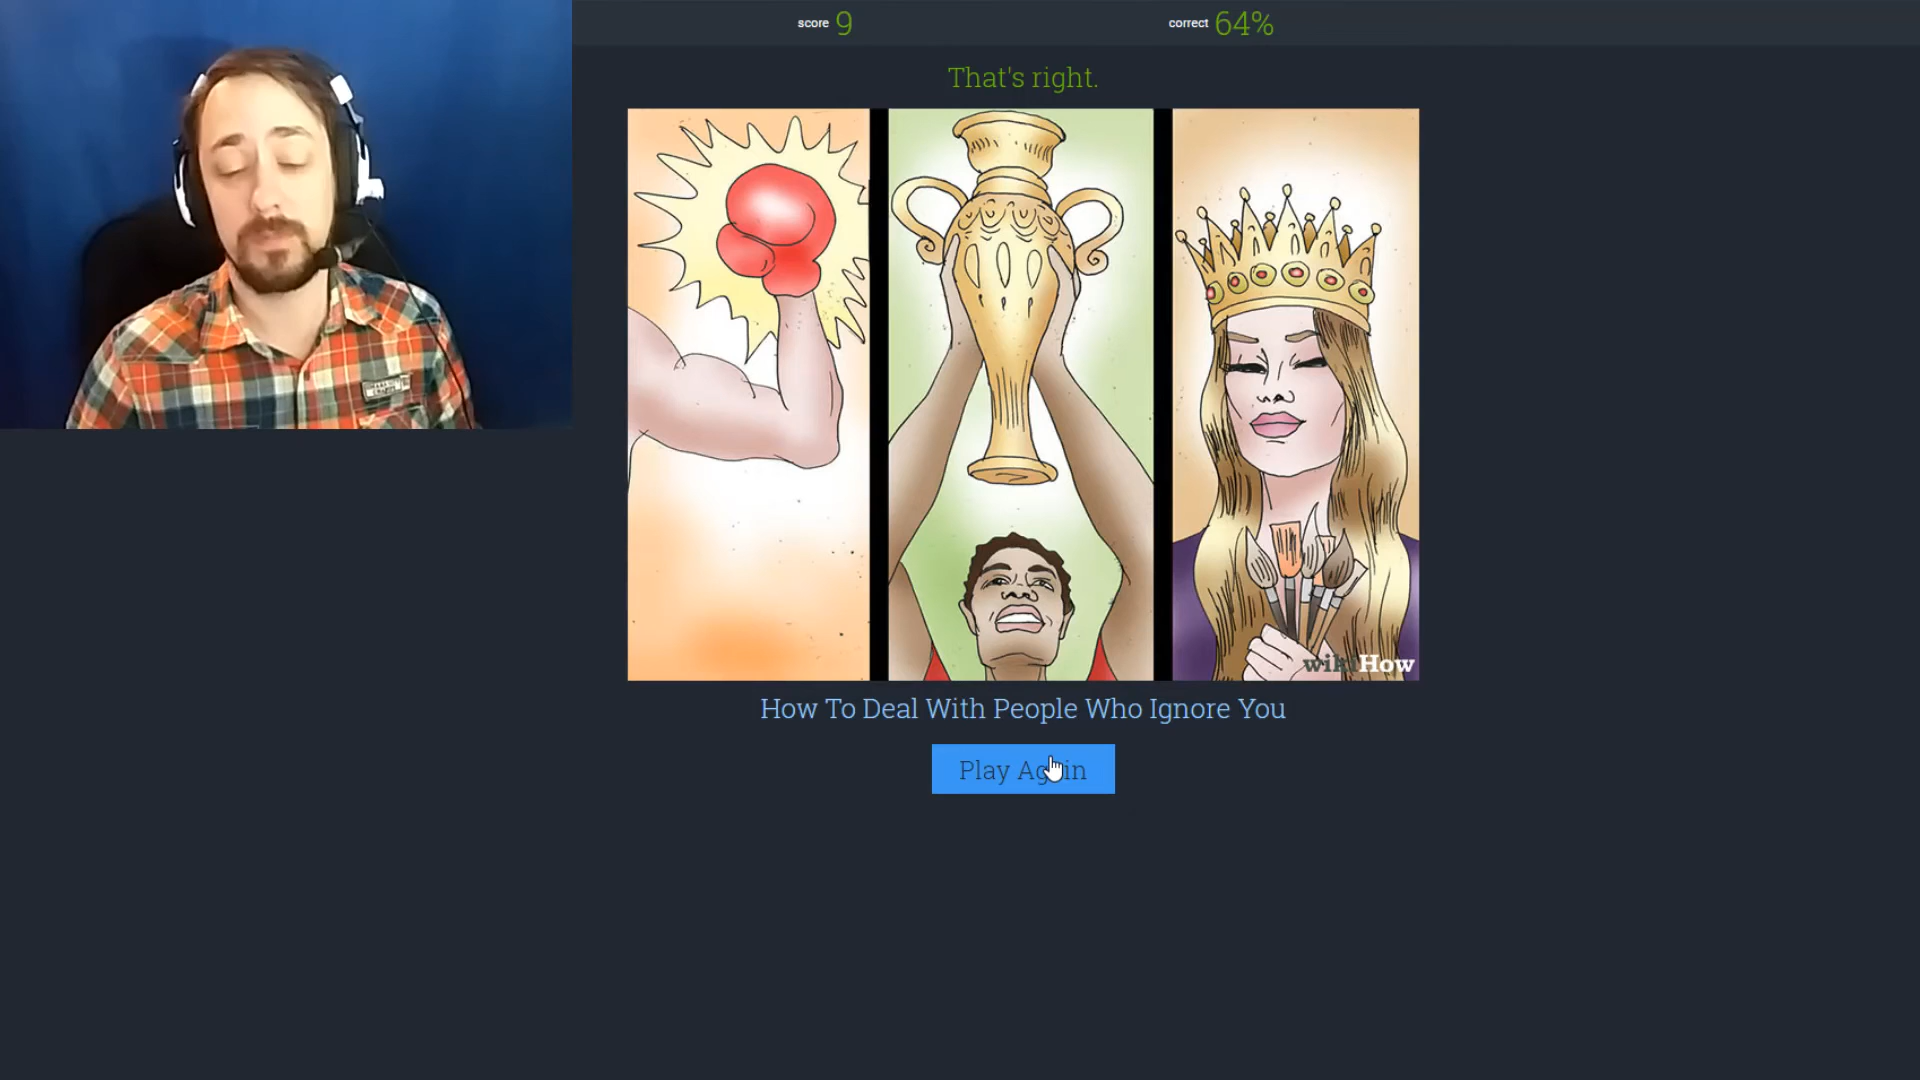 score 9
correct 64%
That's right.
wikiHow
How To Deal With People Who Ignore You
Play Again